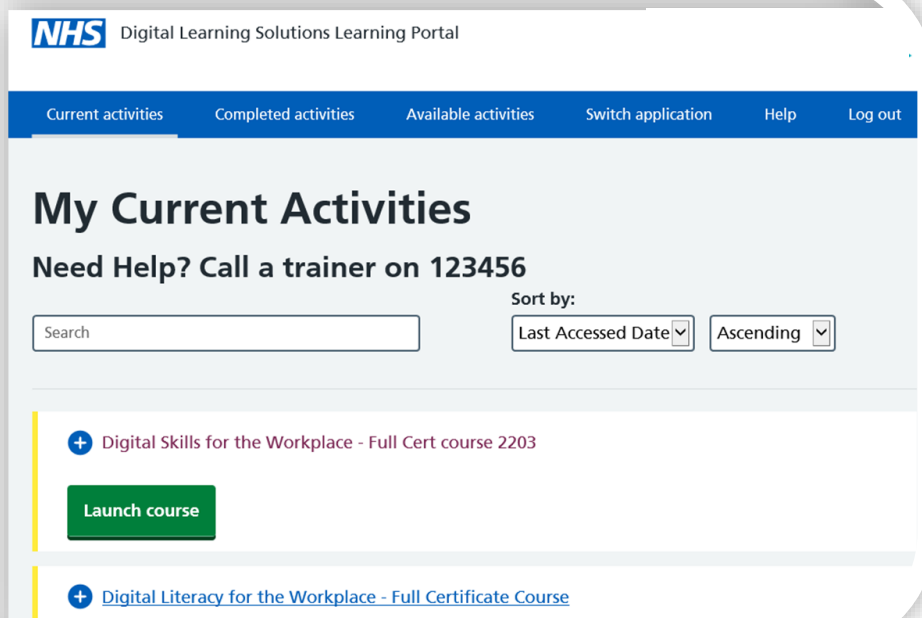 NHS Digital Learning Solutions Learning Portal
Current activities Completed activities Available activities Switch application Help Log out
My Current Activities
Need Help? Call a trainer on 123456
Sort by:
Search Last Accessed Date Ascending
Digital Skills for the Workplace - Full Cert course 2203
Launch course
Digital Literacy for the Workplace - Full Certificate Course